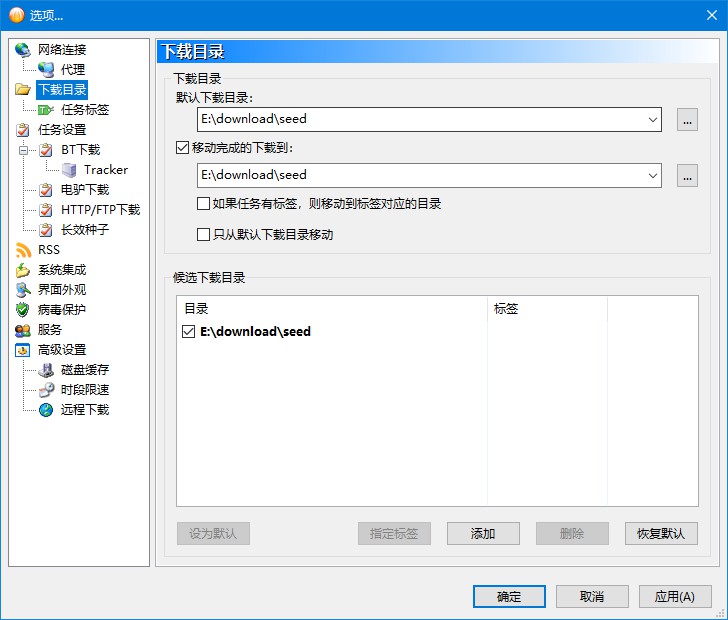 选项...
网络连接
代理
下载目录
任务标签
任务设置
BT下载
Tracker
电驴下载
HTTP/FTP下载
长效种子
RSS
系统集成
界面外观
病毒保护
服务
高级设置
磁盘缓存
时段限速
远程下载
下载目录
下载目录
默认下载目录：
E:\download\seed
...
移动完成的下载到：
E:\download\seed
...
如果任务有标签，则移动到标签对应的目录
只从默认下载目录移动
候选下载目录
目录 标签
E:\download\seed
设为默认 指定标签 添加 删除 恢复默认
确定 取消 应用(A)